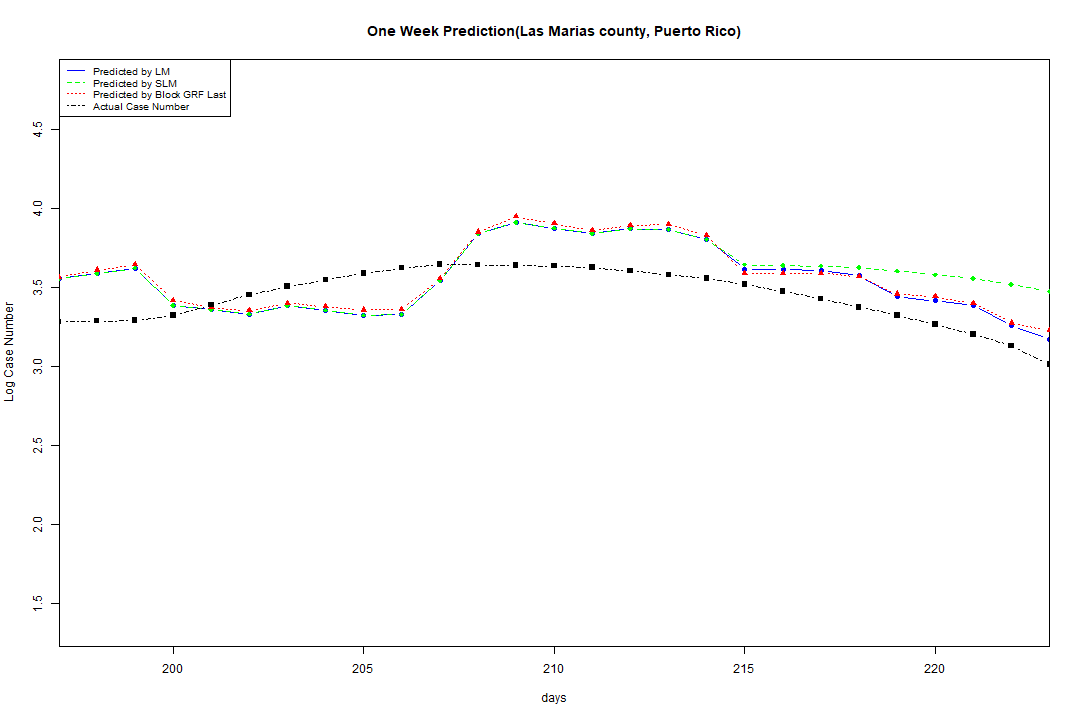 One Week Prediction(Las Marias county, Puerto Rico)
Predicted by LM
Predicted by SLM
Predicted by Block GRF Last
Actual Case Number
4.5
4.0
3.5
3.0
2.5
2.0
1.5
Log Case Number
200 205 210 215 220
days